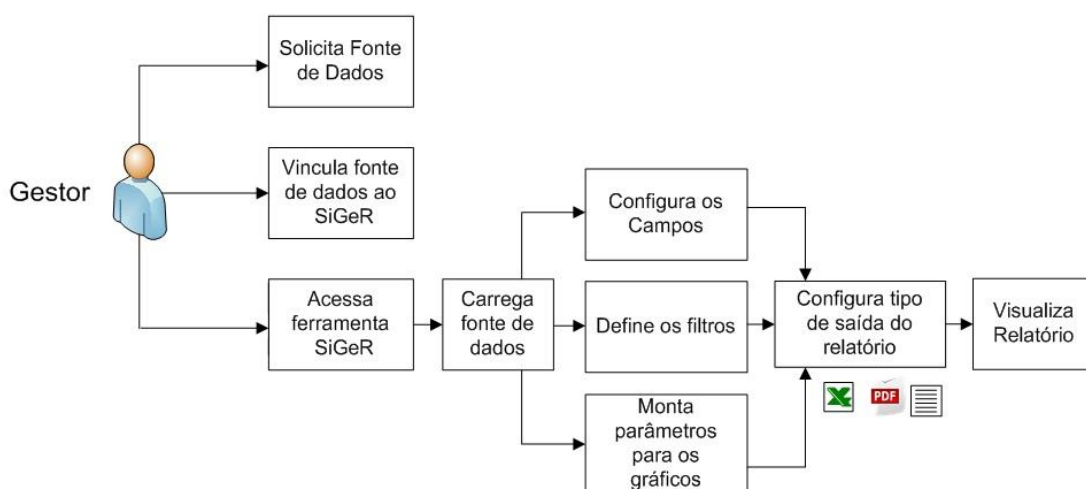 Solicita Fonte
de Dados
Gestor
Vincula fonte
de dados ao
SiGeR
Acessa
ferramenta
SiGeR
Carrega
fonte de
dados
Configura os
Campos
Define os filtros
Monta
parâmetros
para os
gráficos
Configura tipo
de saída do
relatório
PDF
Visualiza
Relatório